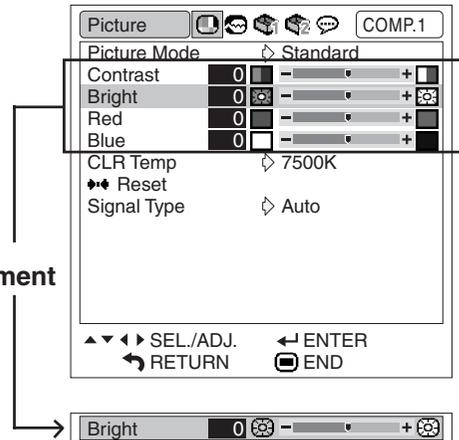 Picture COMP.1
Picture Mode Standard
Contrast 0 - +
Bright 0 - +
Red 0 - +
Blue 0 - +
CLR Temp 7500K
Reset
Signal Type Auto
ment
SEL./ADJ. ENTER
RETURN END
Bright 0 - +